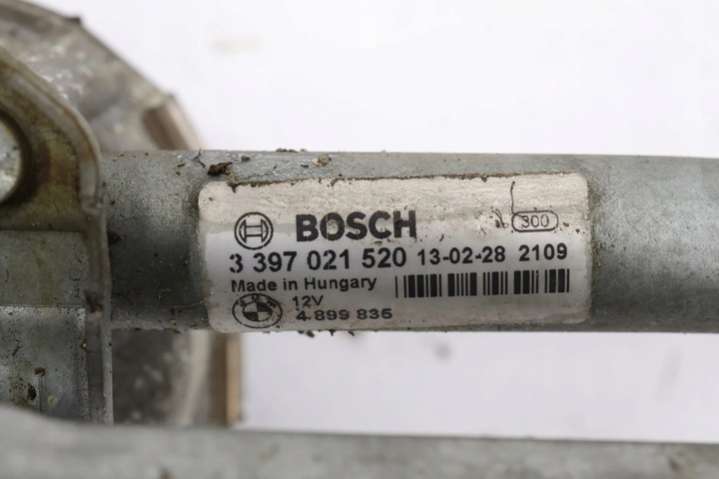 BOSCH 300
3 397 021 520 13-02-28 2109
Made in Hungary
12V
4 899 835